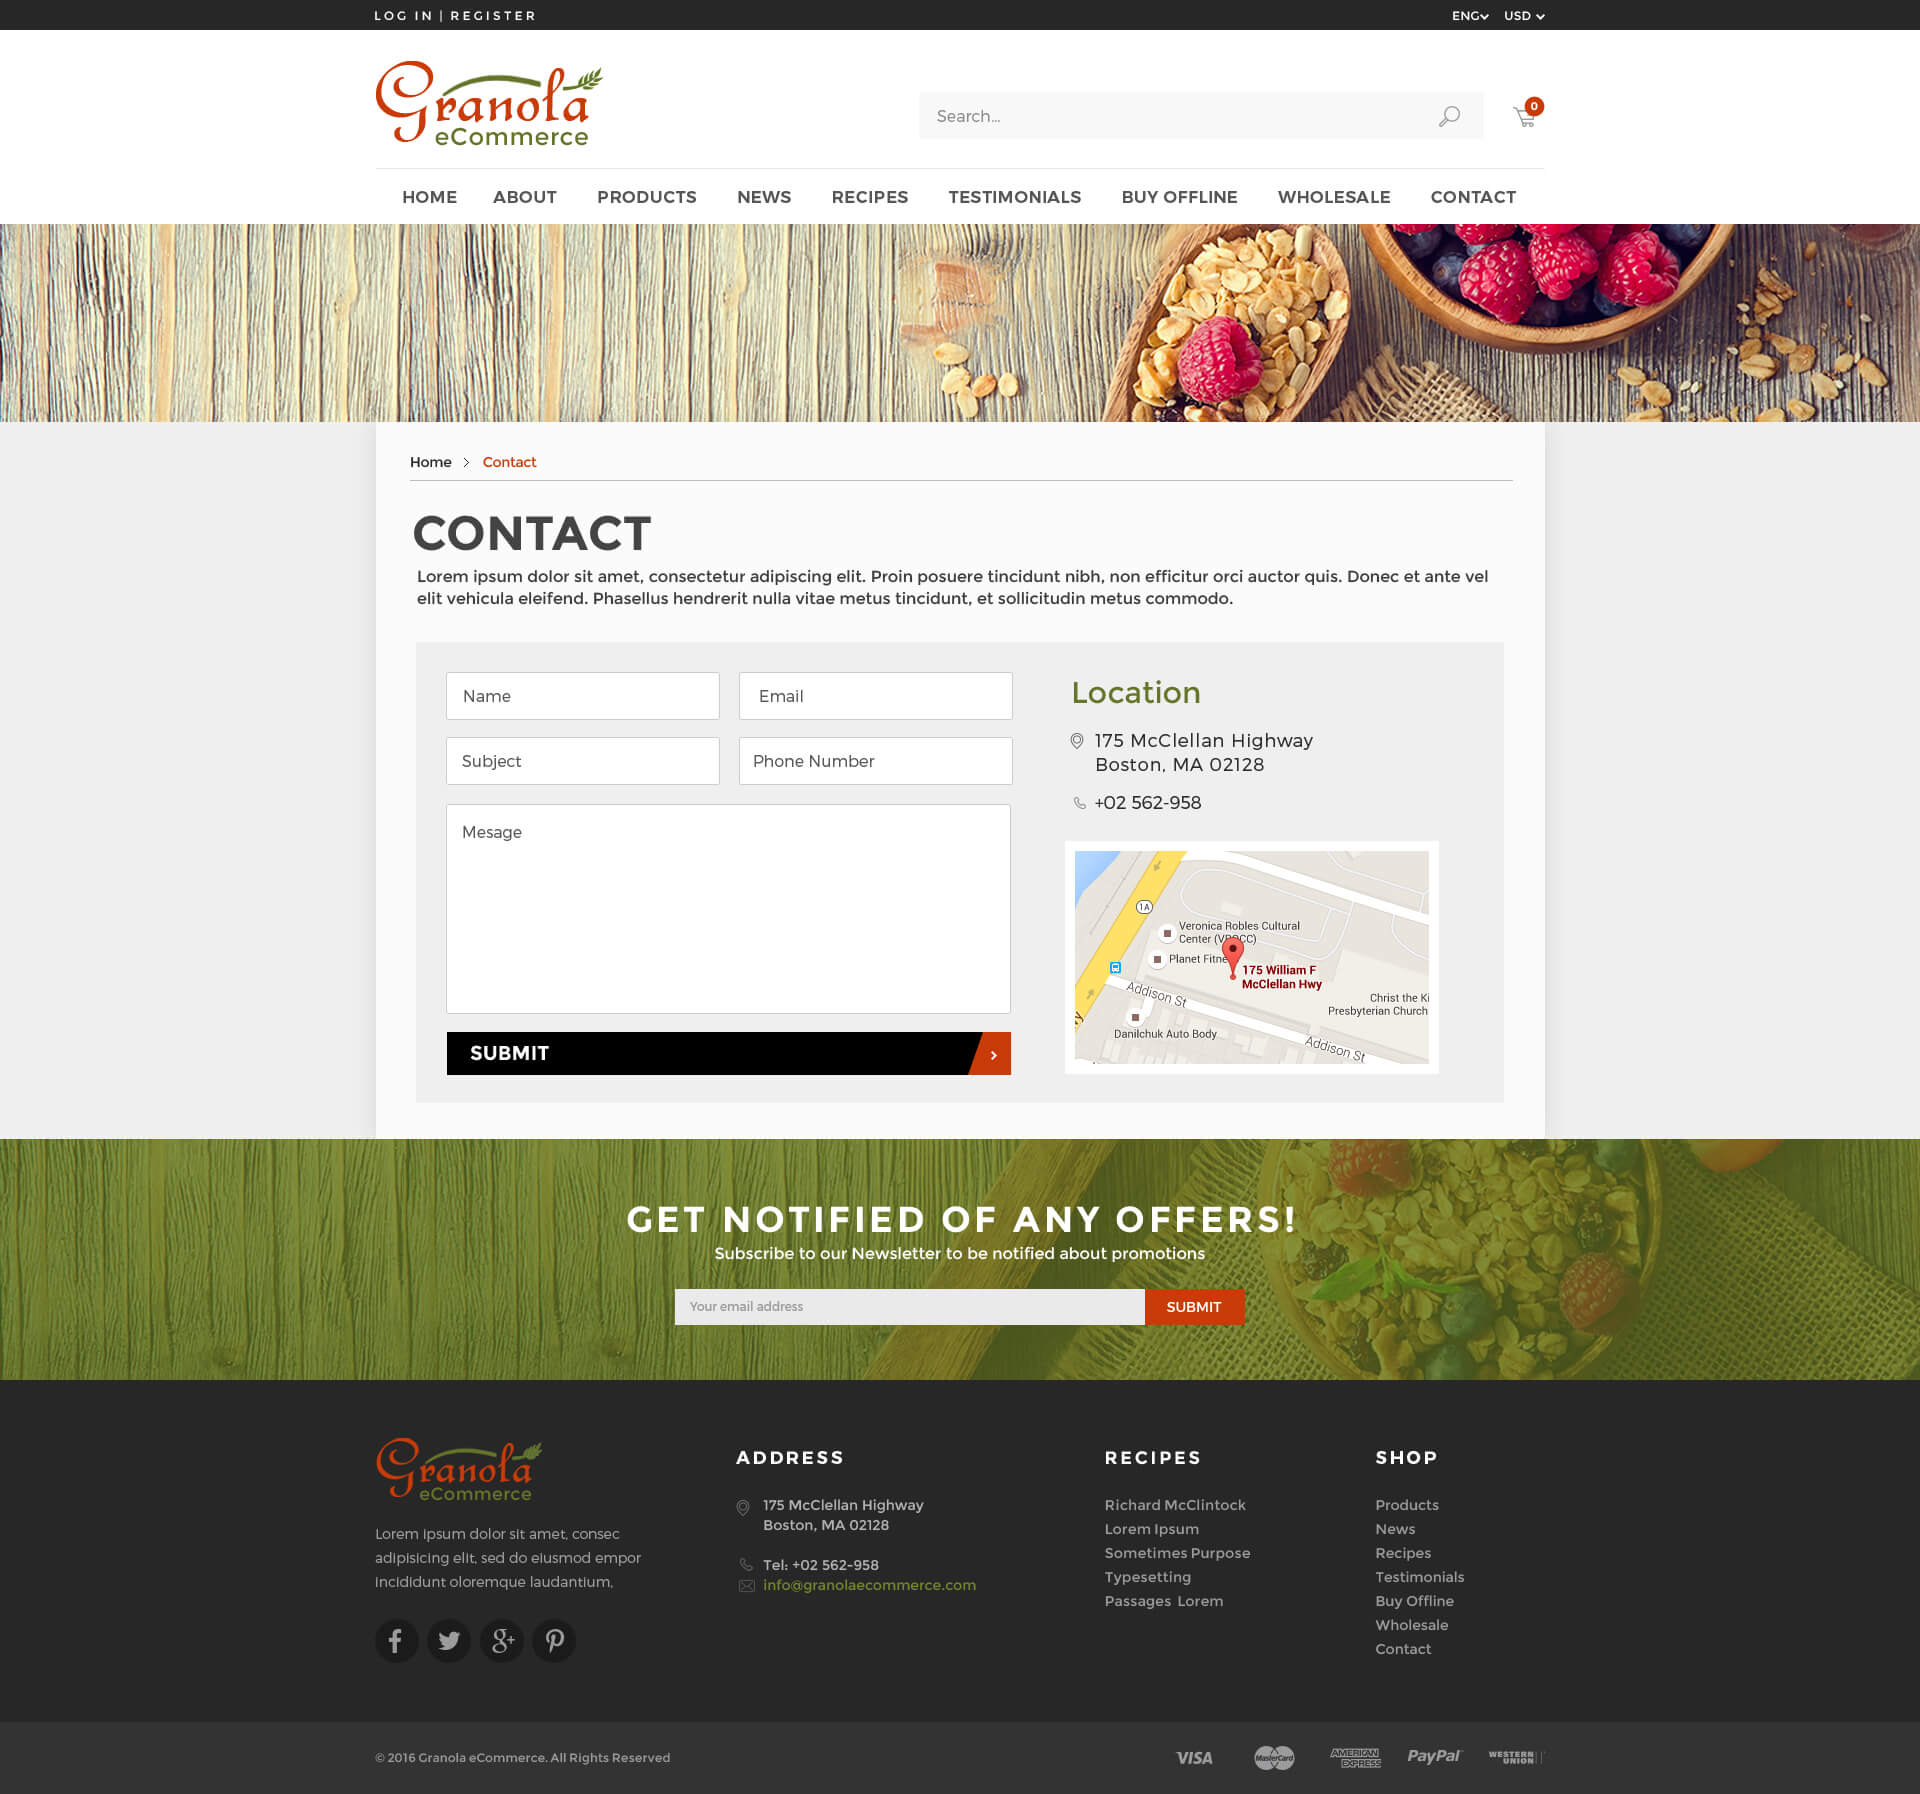 LOG IN | REGISTER
ENG
USD
Granola
eCommerce
Search...
0
HOME ABOUT PRODUCTS NEWS RECIPES TESTIMONIALS BUY OFFLINE WHOLESALE CONTACT
Home > Contact
CONTACT
Lorem ipsum dolor sit amet, consectetur adipiscing elit. Proin posuere tincidunt nibh, non efficitur orci auctor quis. Donec et ante vel
elit vehicula eleifend. Phasellus hendrerit nulla vitae metus tincidunt, et sollicitudin metus commodo.
Name
Email
Subject
Phone Number
Mesage
SUBMIT
Location
175 McClellan Highway
Boston, MA 02128
+02 562-958
1A
Veronica Robles Cultural
Center
Planet
175 William F
McClellan Hwy
Addison St
Christ the
Presbyterian Church
Danilchuk Auto Body
Addison St
GET NOTIFIED OF ANY OFFERS!
Subscribe to our Newsletter to be notified about promotions
Your email address
SUBMIT
Granola
eCommerce
Lorem ipsum dolor sit amet, consec
adipisicing elit, sed do eiusmod empor
incididunt oloremque laudantium,
ADDRESS
175 McClellan Highway
Boston, MA 02128
Tel: +02 562-958
info@granolaecommerce.com
RECIPES
Richard McClintock
Lorem Ipsum
Sometimes Purpose
Typesetting
Passages Lorem
SHOP
Products
News
Recipes
Testimonials
Buy Offline
Wholesale
Contact
© 2016 Granola eCommerce. All Rights Reserved
VISA
MasterCard
AMERICAN
EXPRESS
PayPal
WESTERN
UNION